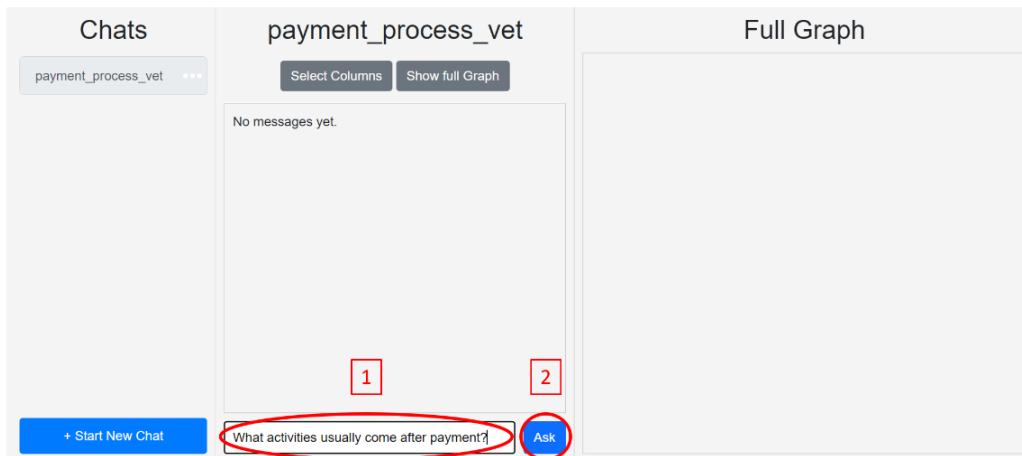 Chats
payment_process_vet
+ Start New Chat
payment_process_vet
Select Columns
Show full Graph
No messages yet.
1
2
What activities usually come after payment?
Ask
Full Graph